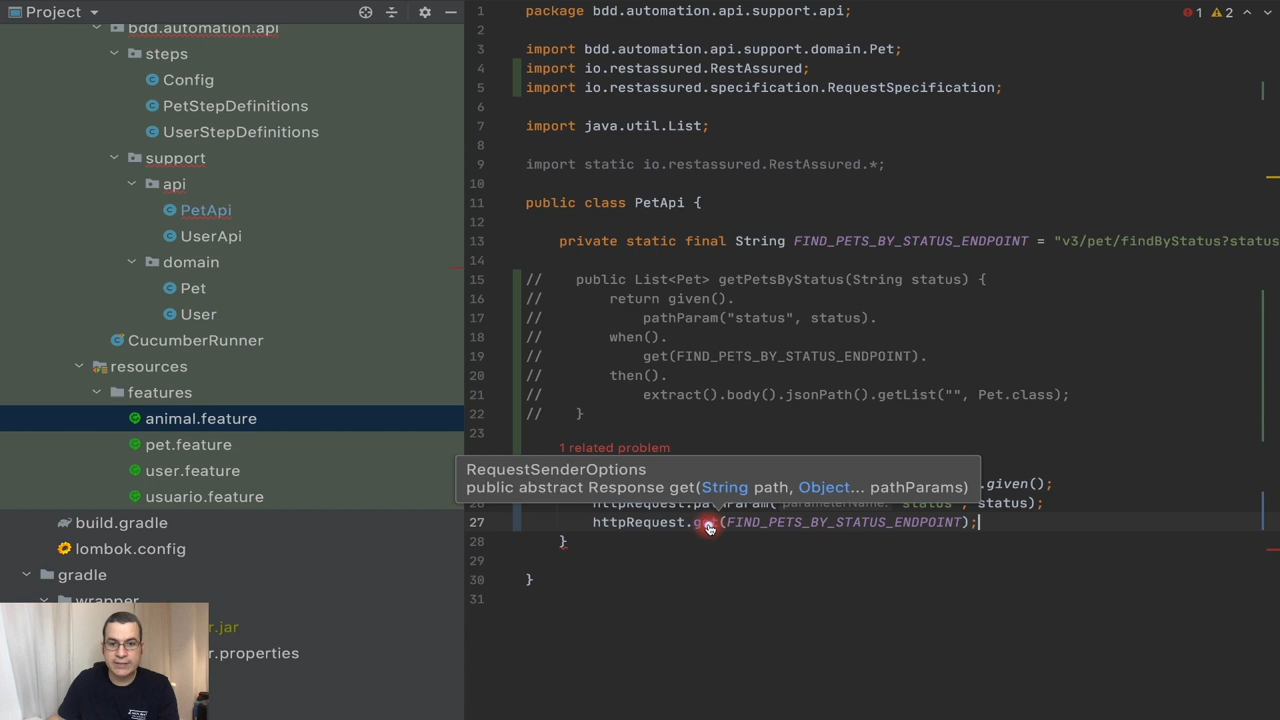 Project
bdd.automation.api
steps
Config
PetStepDefinitions
UserStepDefinitions
support
api
PetApi
UserApi
domain
Pet
User
CucumberRunner
resources
features
animal.feature
pet.feature
user.feature
usuario.feature
build.gradle
lombok.config
gradle
wrapper
r.jar
r.properties
1 package bdd.automation.api.support.api;
1 2
2
3 import bdd.automation.api.support.domain.Pet;
4 import io.restassured.RestAssured;
5 import io.restassured.specification.RequestSpecification;
6
7 import java.util.List;
8
9 import static io.restassured.RestAssured.*;
10
11 public class PetApi {
12
13 private static final String FIND_PETS_BY_STATUS_ENDPOINT = "v3/pet/findByStatus?status
14
15 // public List<Pet> getPetsByStatus(String status) {
16 // return given().
17 // pathParam("status", status).
18 // when().
19 // get(FIND_PETS_BY_STATUS_ENDPOINT).
20 // then().
21 // extract().body().jsonPath().getList("", Pet.class);
22 // }
23
1 related problem
RequestSenderOptions
public abstract Response get(String path, Object... pathParams)
.given();
httpRequest.pathParam( parameterName: "status", status);
27 httpRequest.get(FIND_PETS_BY_STATUS_ENDPOINT);
28 }
29
30 }
31